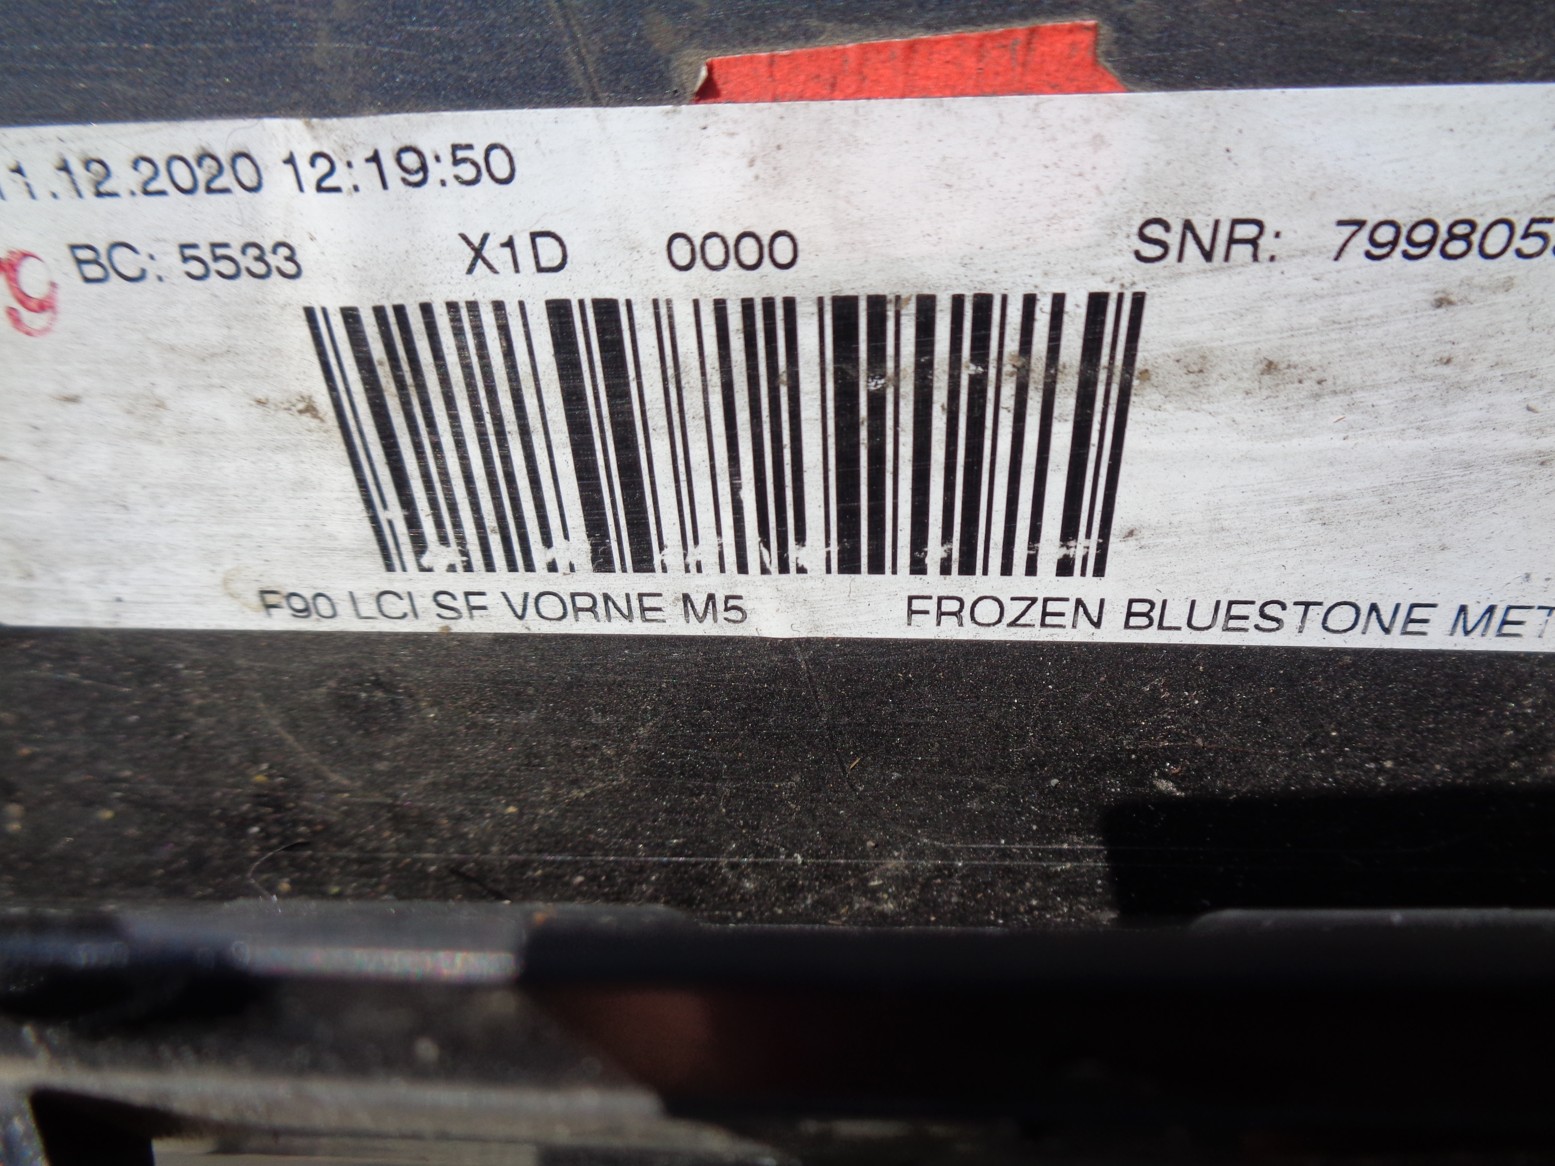 11.12.2020 12:19:50
BC: 5533 X1D 0000 SNR: 799805
F90 LCI SF VORNE M5 FROZEN BLUESTONE MET